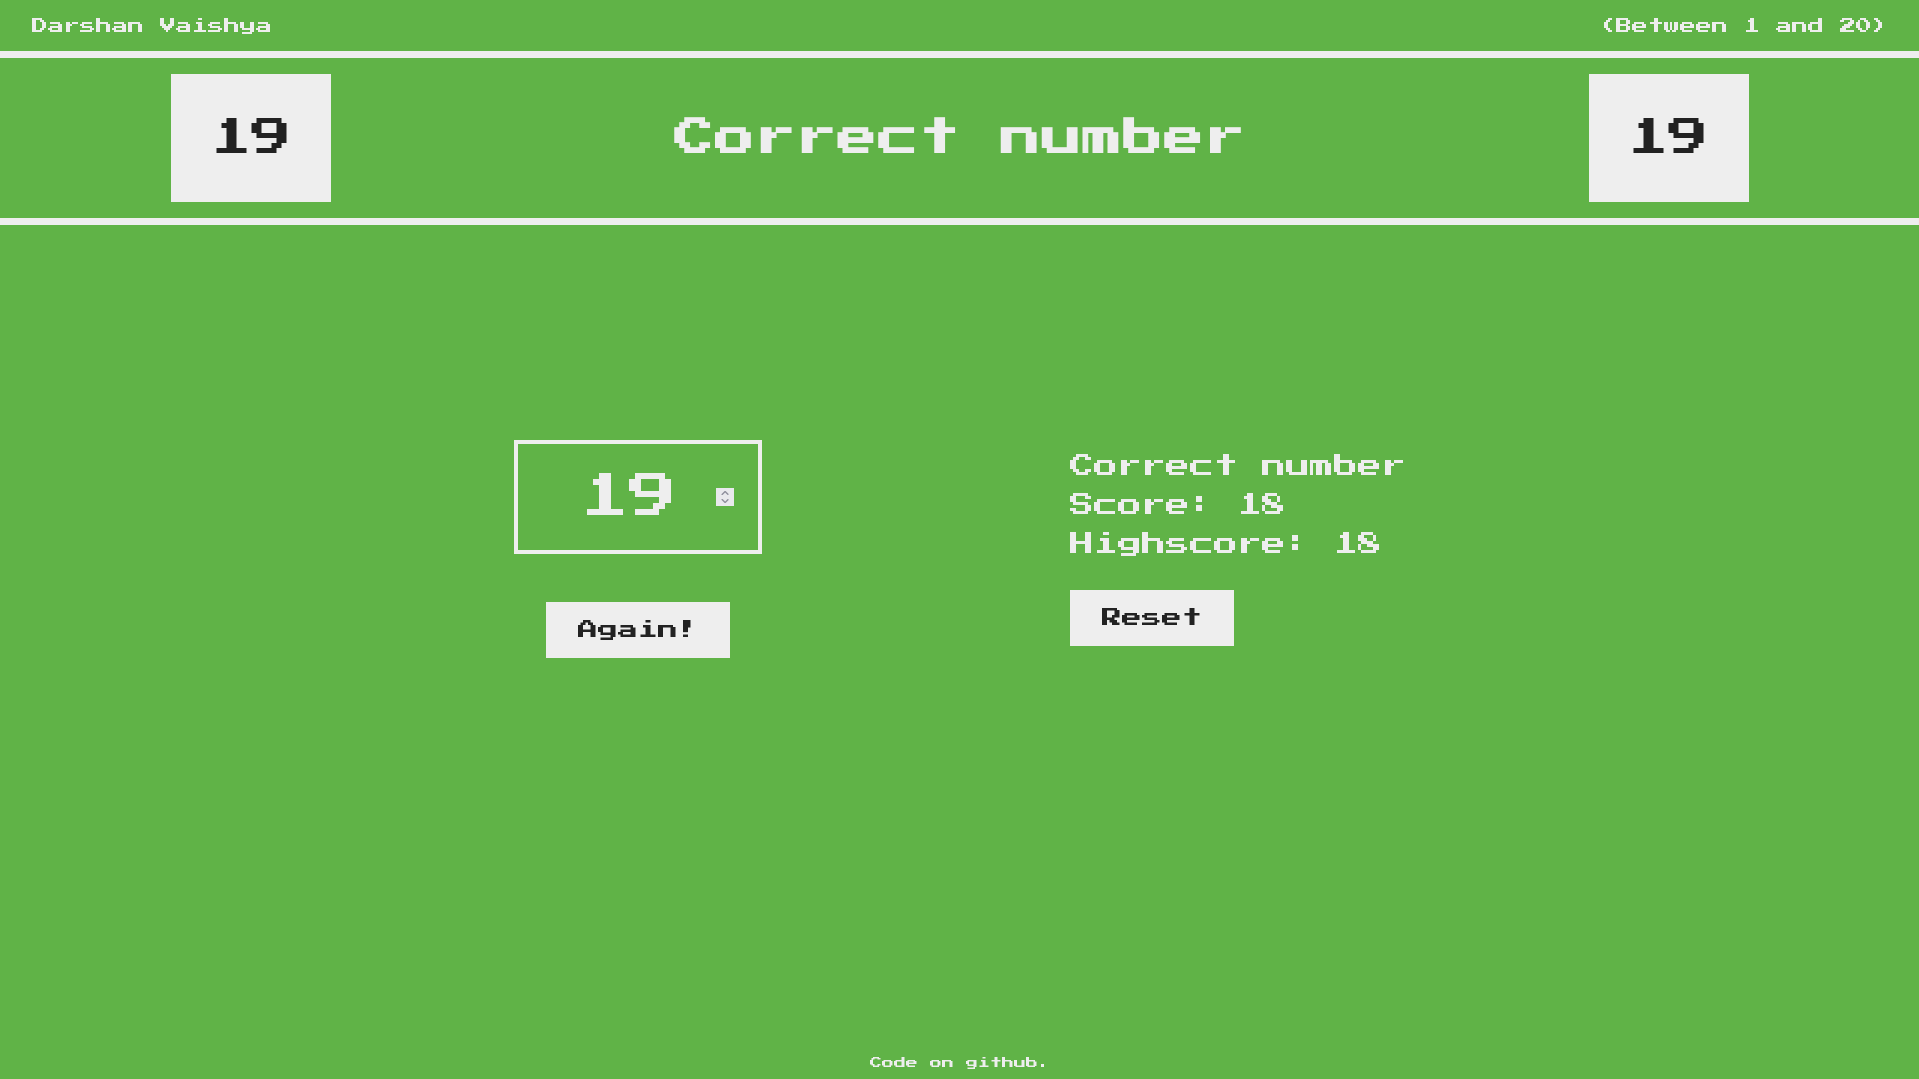 Darshan Vaishya
(Between 1 and 20)
19
Correct number
19
19
Again!
Correct number
Score: 18
Highscore: 18
Reset
Code on github.